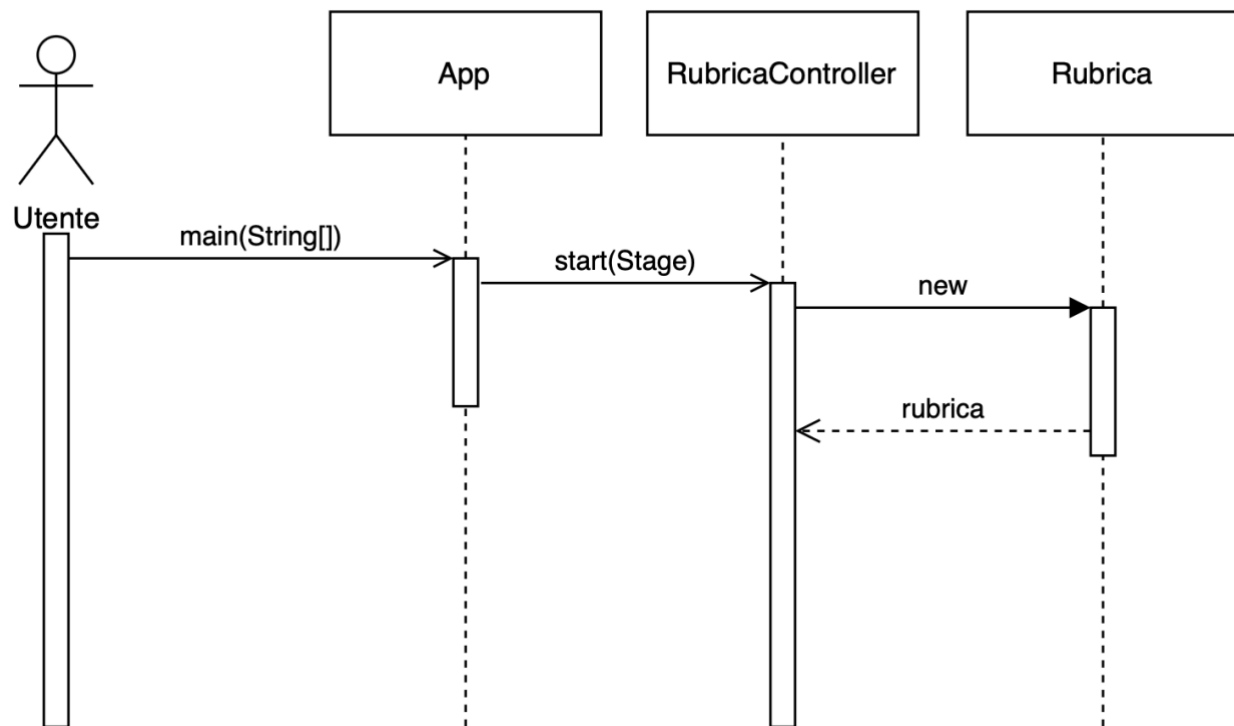 App
RubricaController
Rubrica
Utente
main(String[])
start(Stage)
new
rubrica